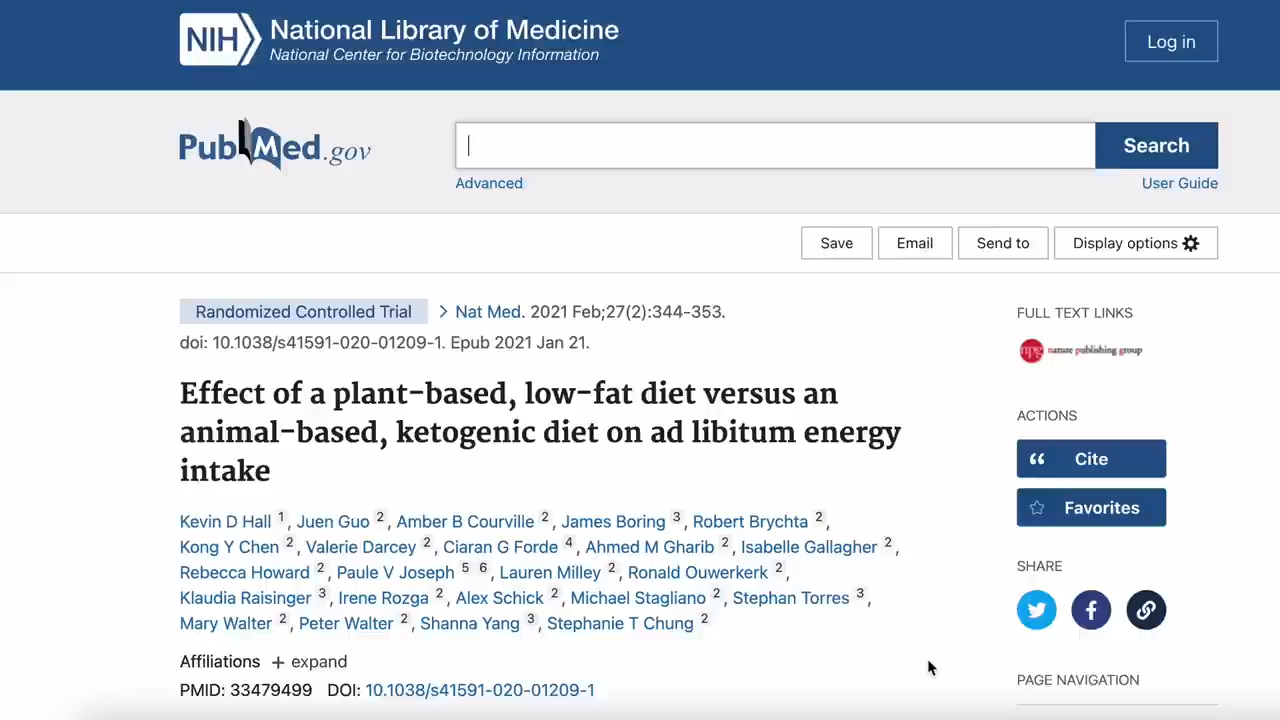 NIH National Library of Medicine
National Center for Biotechnology Information
Log in
PubMed.gov
Search
Advanced
User Guide
Save
Email
Send to
Display options
Randomized Controlled Trial
Nat Med. 2021 Feb;27(2):344-353.
doi: 10.1038/s41591-020-01209-1. Epub 2021 Jan 21.
Effect of a plant-based, low-fat diet versus an
animal-based, ketogenic diet on ad libitum energy
intake
Kevin D Hall 1, Juen Guo 2, Amber B Courville 2, James Boring 3, Robert Brychta 2,
Kong Y Chen 2, Valerie Darcey 2, Ciaran G Forde 4, Ahmed M Gharib 2, Isabelle Gallagher 2,
Rebecca Howard 2, Paule V Joseph 5 6, Lauren Milley 2, Ronald Ouwerkerk 2,
Klaudia Raisinger 3, Irene Rozga 2, Alex Schick 2, Michael Stagliano 2, Stephan Torres 3,
Mary Walter 2, Peter Walter 2, Shanna Yang 3, Stephanie T Chung 2
Affiliations + expand
PMID: 33479499 DOI: 10.1038/s41591-020-01209-1
FULL TEXT LINKS
npg nature publishing group
ACTIONS
Cite
Favorites
SHARE
PAGE NAVIGATION